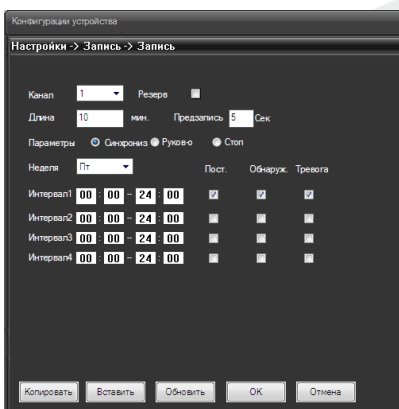 Конфигурации устройства
Настройки -> Запись -> Запись
Канал 1 Резерв
Длина 10 мин. Предзапись 5 Сек
Параметры Синхрониз Руков-о Стоп
Неделя Пт Пост. Обнаруж. Тревога
Интервал1 00 : 00 - 24 : 00
Интервал2 00 : 00 - 24 : 00
Интервал3 00 : 00 - 24 : 00
Интервал4 00 : 00 - 24 : 00
Копировать Вставить Обновить OK Отмена